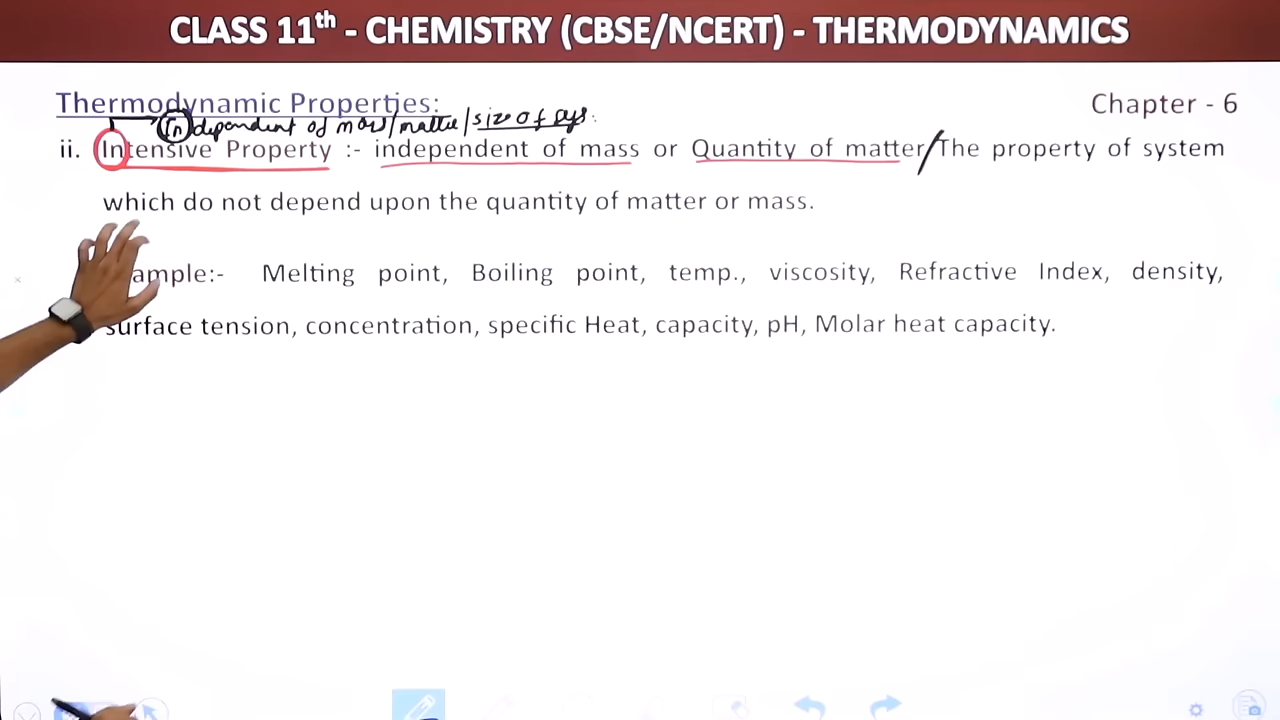 CLASS 11th - CHEMISTRY (CBSE/NCERT) - THERMODYNAMICS
Thermodynamic Properties: Chapter - 6
Independent of mass/matter/size of sys.
ii. Intensive Property :- independent of mass or Quantity of matter/The property of system
which do not depend upon the quantity of matter or mass.
ample:- Melting point, Boiling point, temp., viscosity, Refractive Index, density,
surface tension, concentration, specific Heat, capacity, pH, Molar heat capacity.